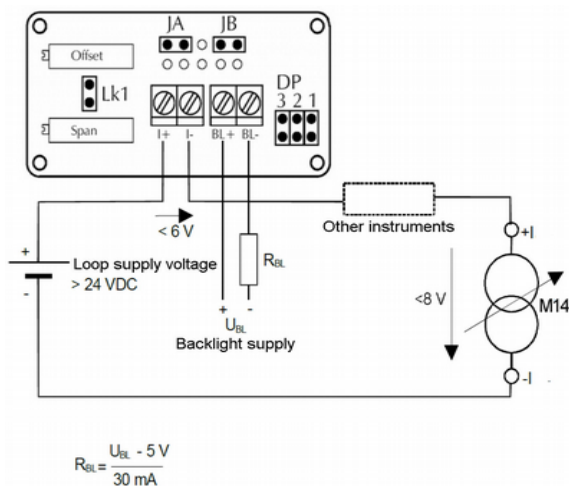 JA JB
Offset
Lk1
DP
3 2 1
Span
I+ I- BL+ BL-
< 6 V
Other instruments
+I
+
Loop supply voltage
> 24 VDC
-
RBL
<8 V
M14
+ -
UBL
Backlight supply
-I
RBL= UBL - 5 V
30 mA